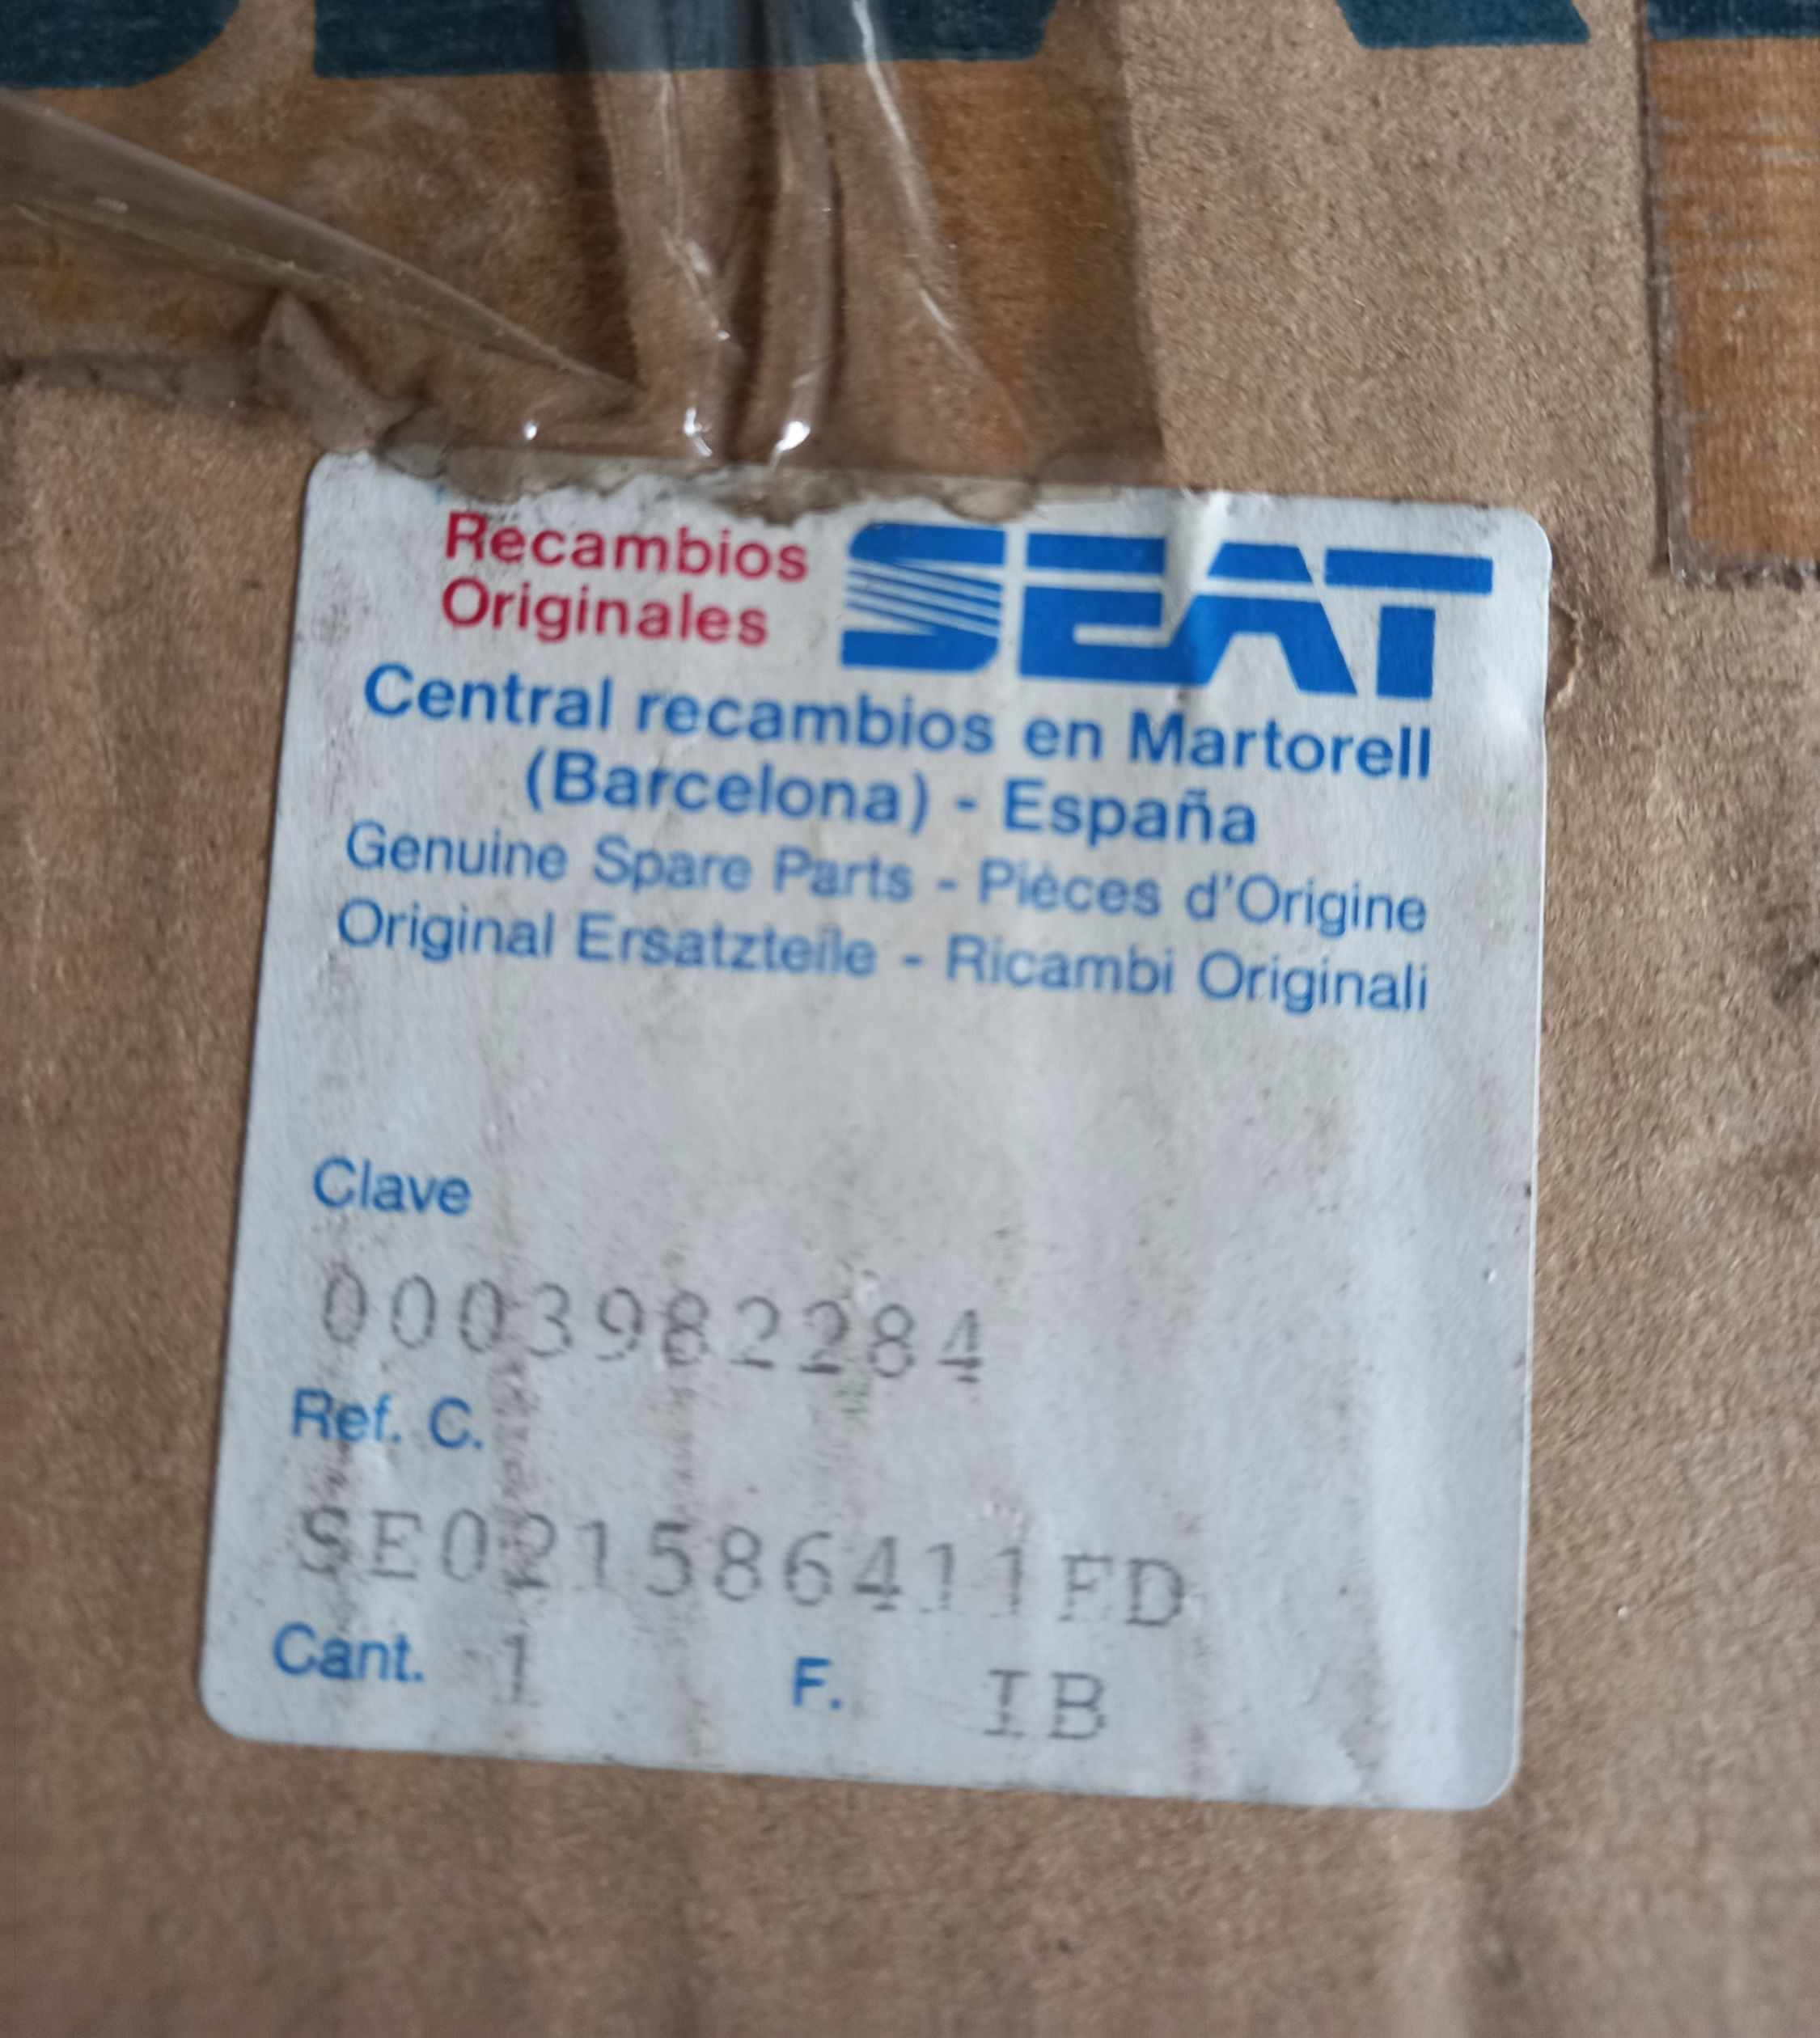 Recambios
Originales
SEAT
Central recambios en Martorell
(Barcelona) - España
Genuine Spare Parts - Pièces d'Origine
Original Ersatzteile - Ricambi Originali
Clave
0003982284
Ref. C.
SE021586411FD
Cant. 1 F. IB